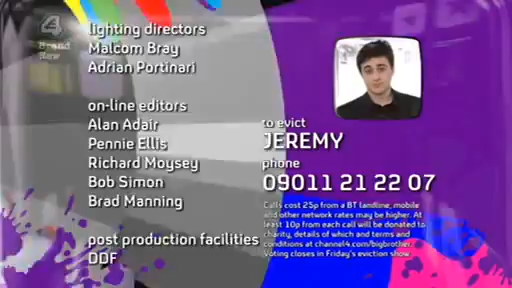 4
Brand
New
lighting directors
Malcom Bray
Adrian Portinari
on-line editors
Alan Adair
Pennie Ellis
Richard Moysey
Bob Simon
Brad Manning
post production facilities
DDF
to evict
JEREMY
phone
09011 21 22 07
Calls cost 25p from a BT landline, mobile
and other network rates may be higher. At
least 10p from each call will be donated to
charity, details of which and terms and
conditions at channel4.com/bigbrother.
Voting closes in Friday's eviction show.